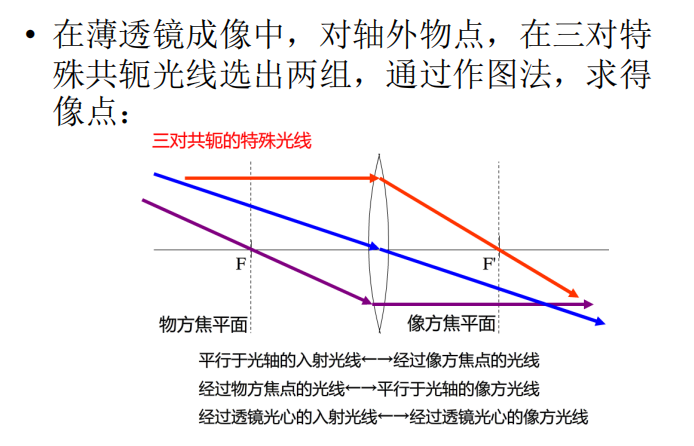 • 在薄透镜成像中，对轴外物点，在三对特
殊共轭光线选出两组，通过作图法，求得
像点：
三对共轭的特殊光线
F
F'
物方焦平面
像方焦平面
平行于光轴的入射光线←→经过像方焦点的光线
经过物方焦点的光线←→平行于光轴的像方光线
经过透镜光心的入射光线←→经过透镜光心的像方光线